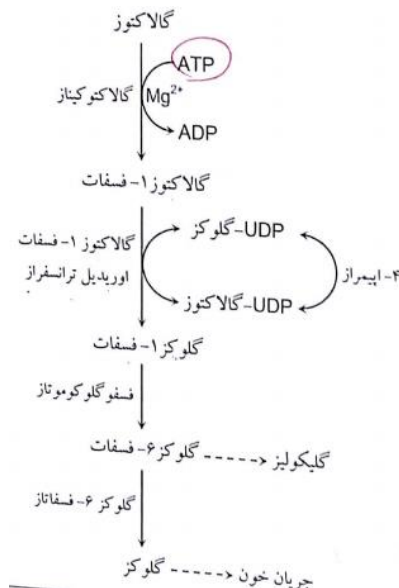 گالاکتوز
ATP
گالاکتوکیناز
Mg2+
ADP
گالاکتوز ۱- فسفات
گالاکتوز ۱- فسفات
اوریدیل ترانسفراز
گلوکز-UDP
گالاکتوز-UDP
۴- اپیمراز
گلوکز ۱- فسفات
فسفوگلوکوموتاز
گلوکز ۶- فسفات
گلیکولیز
گلوکز ۶- فسفاتاز
گلوکز
جریان خون